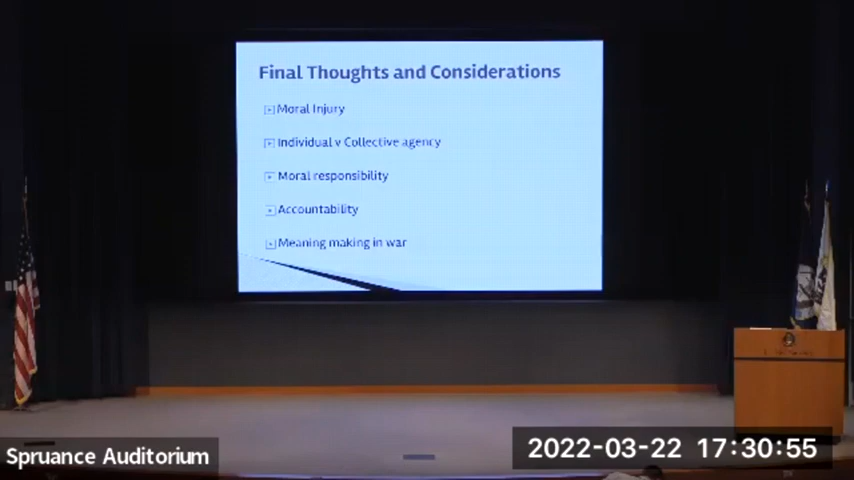 Final Thoughts and Considerations
Moral Injury
Individual v Collective agency
Moral responsibility
Accountability
Meaning making in war
Spruance Auditorium
2022-03-22 17:30:55